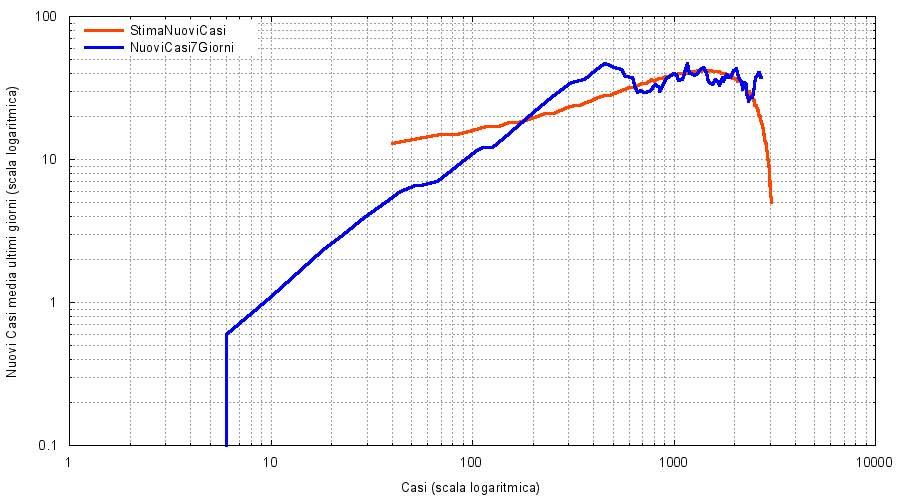 100
StimaNuoviCasi
NuoviCasi7Giorni
10
1
0.1
Nuovi Casi media ultimi giorni (scala logaritmica)
1
10
100
1000
10000
Casi (scala logaritmica)